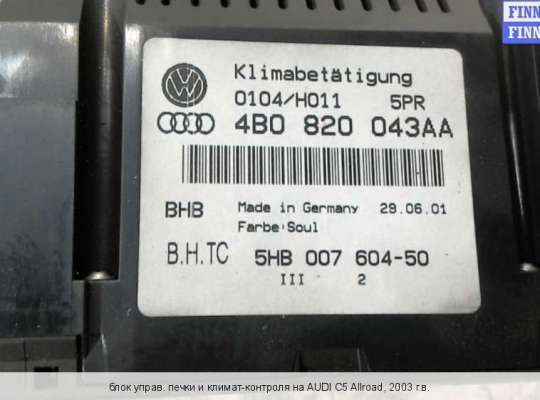 FINN
FINN
Klimabetätigung
0104/H011 5PR
4B0 820 043AA
BHB Made in Germany 29.06.01
Farbe:Soul
B.H.TC 5HB 007 604-50
III 2
блок управ. печки и климат-контроля на AUDI C5 Allroad, 2003 г.в.